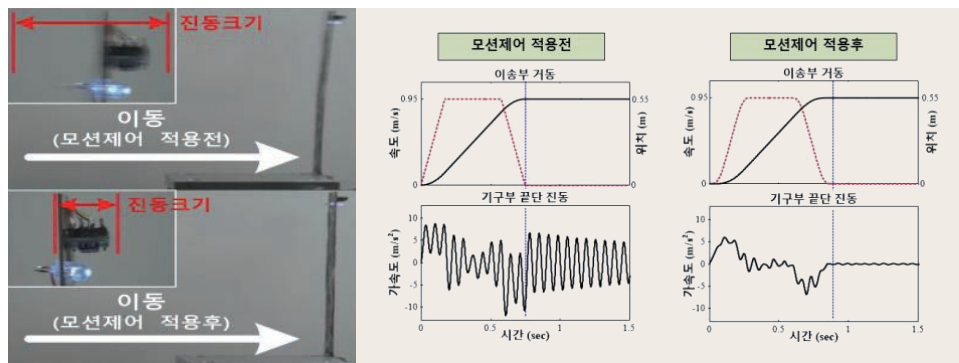 진동크기
이동
(모션제어 적용전)
진동크기
이동
(모션제어 적용후)
모션제어 적용전
이송부 거동
0.95
0.55
속도 (m/s)
위치 (m)
0
0
기구부 끝단 진동
10
5
0
-5
-10
가속도 (m/s²)
0
0.5
1
1.5
시간 (sec)
모션제어 적용후
이송부 거동
0.95
0.55
속도 (m/s)
위치 (m)
0
0
기구부 끝단 진동
10
5
0
-5
-10
가속도 (m/s²)
0
0.5
1
1.5
시간 (sec)